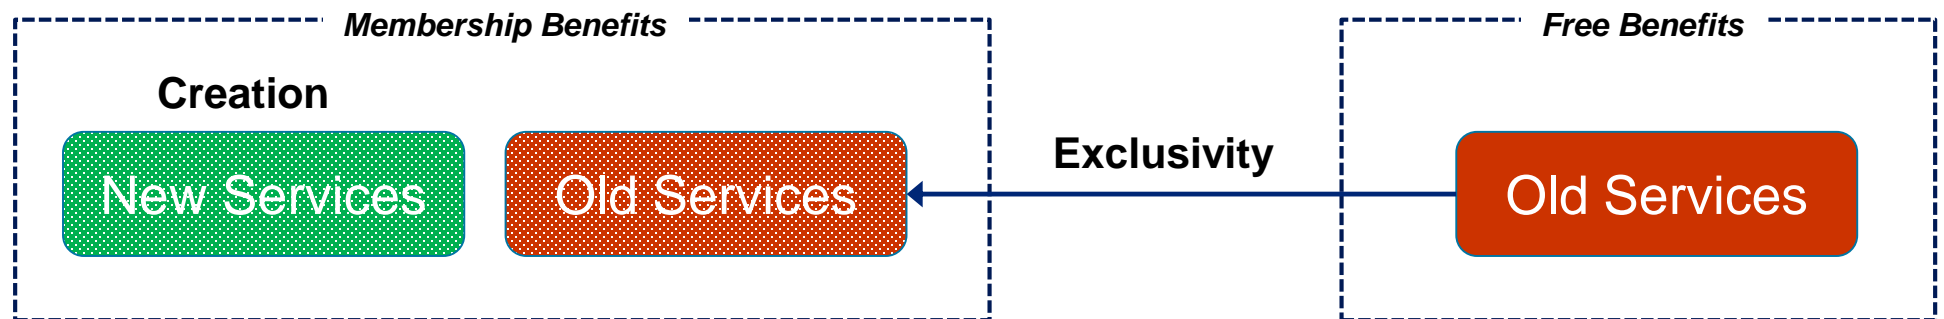 Membership Benefits
Free Benefits
Creation
Exclusivity
New Services
Old Services
Old Services